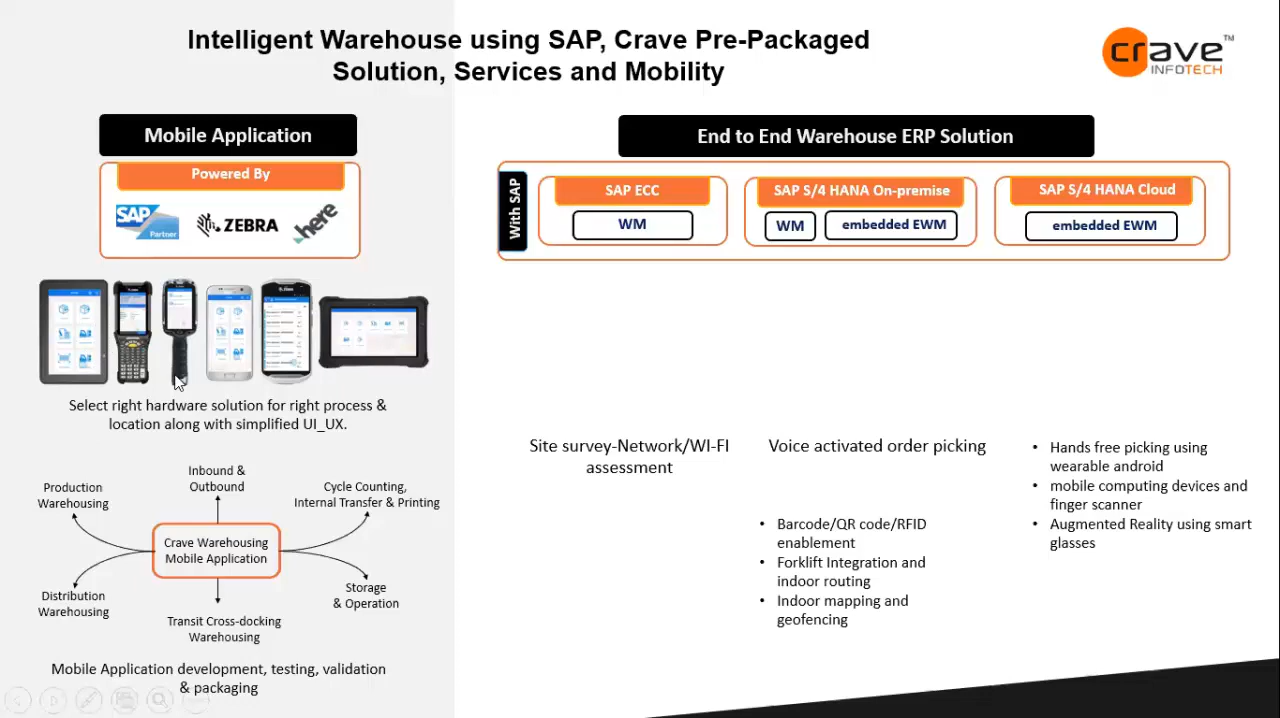 Intelligent Warehouse using SAP, Crave Pre-Packaged
Solution, Services and Mobility
crave TM
INFOTECH
Mobile Application
Powered By
SAP
Partner
ZEBRA
here
Select right hardware solution for right process &
location along with simplified UI_UX.
Inbound &
Outbound
Production
Warehousing
Cycle Counting,
Internal Transfer & Printing
Crave Warehousing
Mobile Application
Distribution
Warehousing
Storage
& Operation
Transit Cross-docking
Warehousing
Mobile Application development, testing, validation
& packaging
End to End Warehouse ERP Solution
With SAP
SAP ECC
WM
SAP S/4 HANA On-premise
WM
embedded EWM
SAP S/4 HANA Cloud
embedded EWM
Site survey-Network/WI-FI
assessment
Voice activated order picking
• Barcode/QR code/RFID
enablement
• Forklift Integration and
indoor routing
• Indoor mapping and
geofencing
• Hands free picking using
wearable android
• mobile computing devices and
finger scanner
• Augmented Reality using smart
glasses